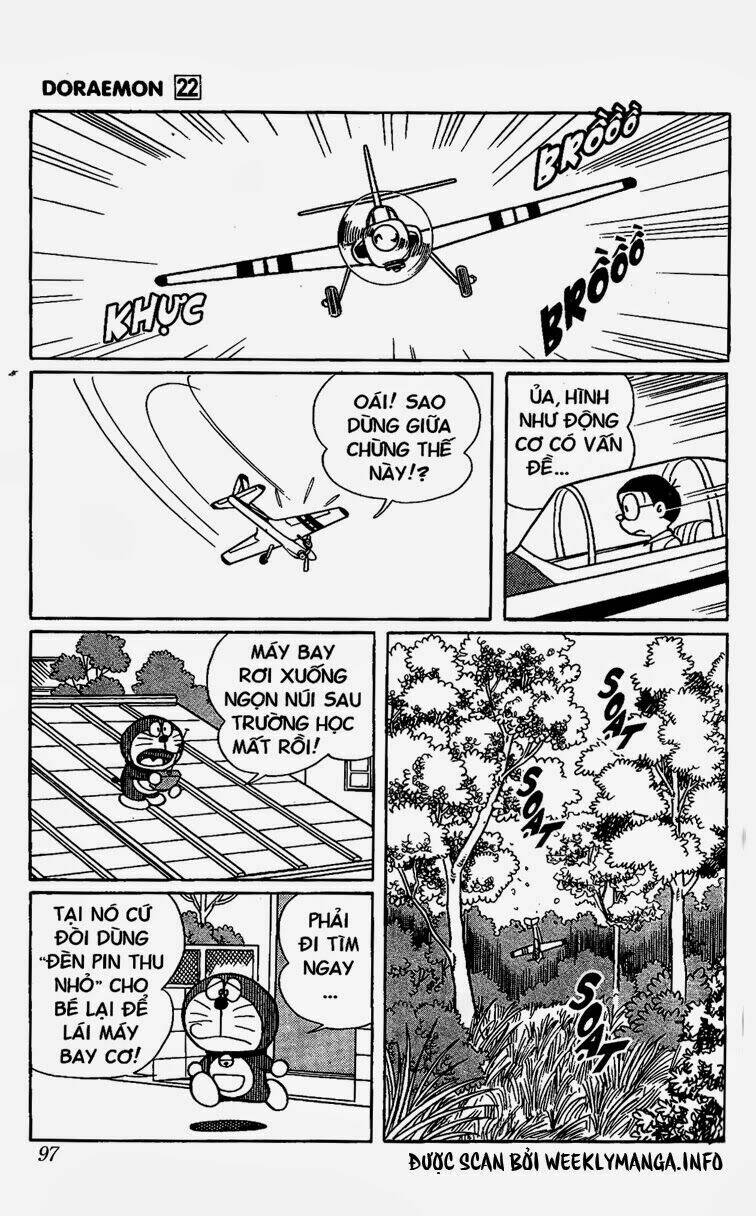 DORAEMON 22
BRỒỒỒ
BRỒỒỒ
KHỰC
ỦA, HÌNH
NHƯ ĐỘNG
CƠ CÓ VẤN
ĐỀ...
OÁI! SAO
DỪNG GIỮA
CHỪNG THẾ
NÀY!?
SOẠT
SOẠT
SOẠT
MÁY BAY
RƠI XUỐNG
NGỌN NÚI SAU
TRƯỜNG HỌC
MẤT RỒI!
PHẢI
ĐI TÌM
NGAY
...
TẠI NÓ CỨ
ĐÒI DÙNG
“ĐÈN PIN THU
NHỎ” CHO
BÉ LẠI ĐỂ
LÁI MÁY
BAY CƠ!
97
ĐƯỢC SCAN BỞI WEEKLYMANGA.INFO